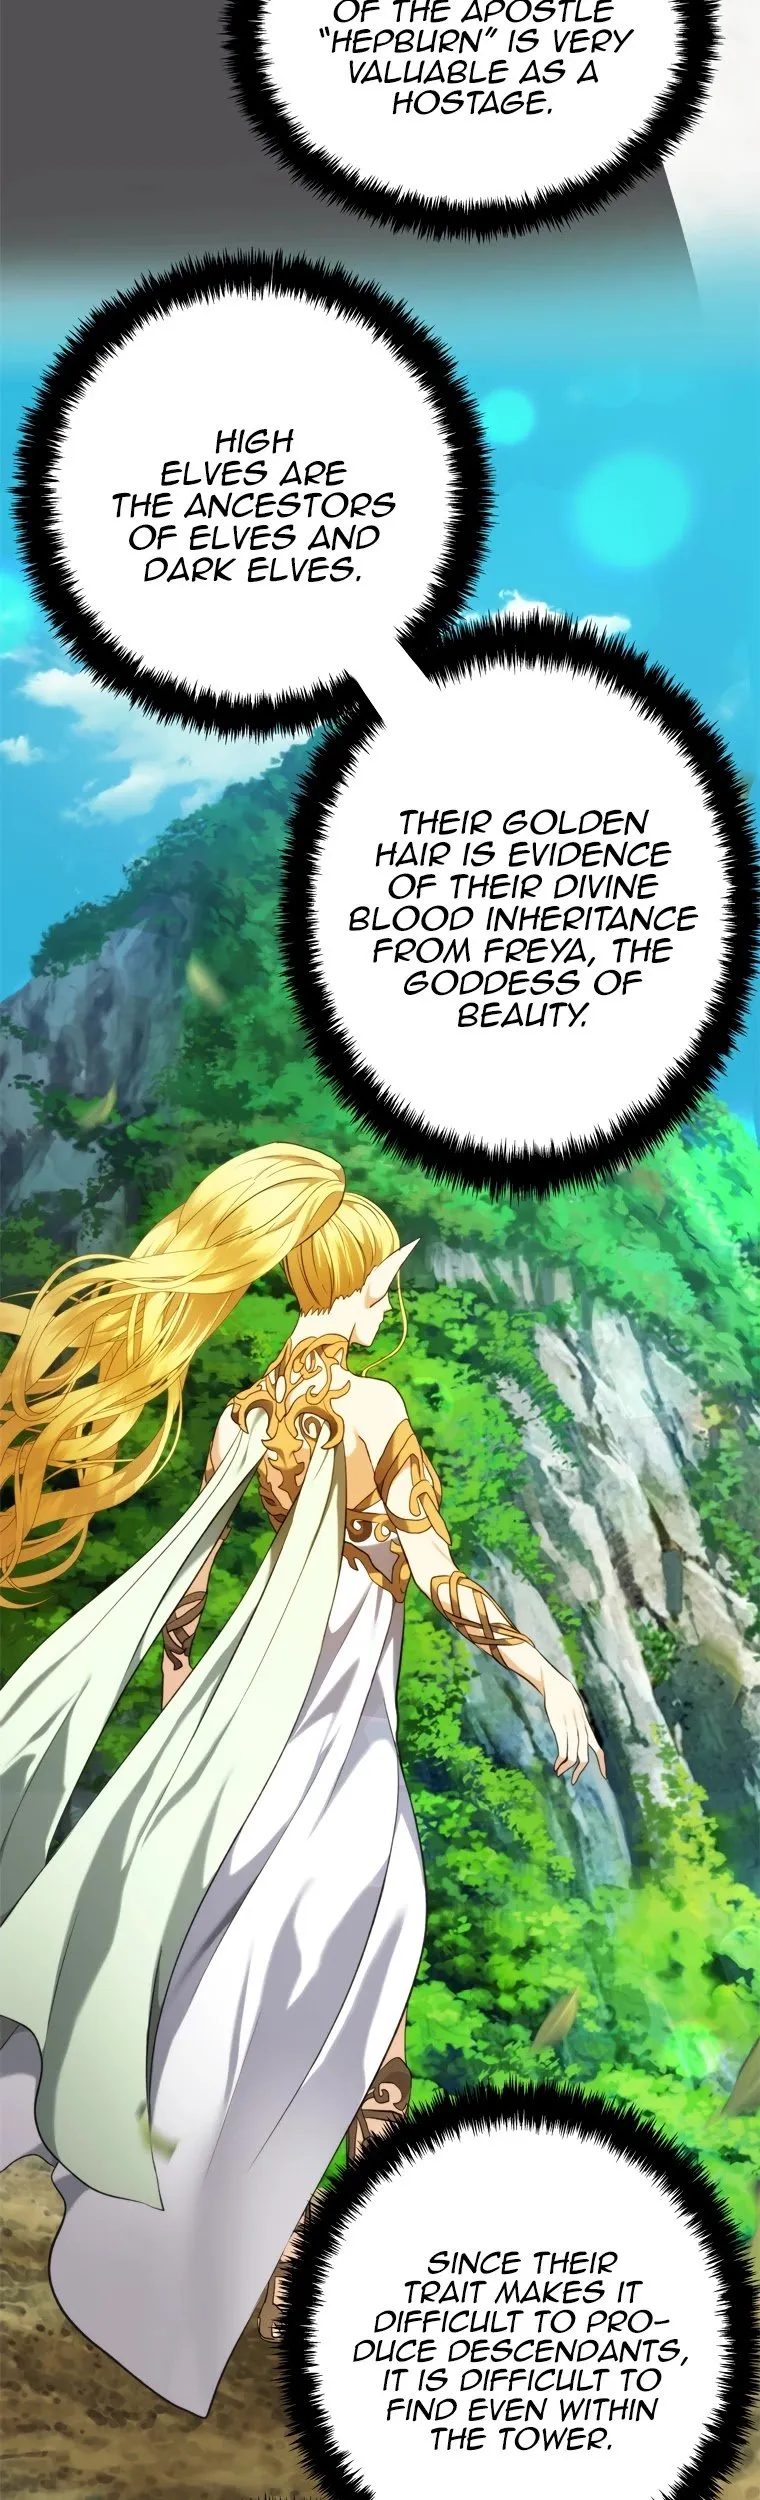 OF THE APOSTLE
"HEPBURN" IS VERY
VALUABLE AS A
HOSTAGE.
HIGH
ELVES ARE
THE ANCESTORS
OF ELVES AND
DARK ELVES.
THEIR GOLDEN
HAIR IS EVIDENCE
OF THEIR DIVINE
BLOOD INHERITANCE
FROM FREYA, THE
GODDESS OF
BEAUTY.
SINCE THEIR
TRAIT MAKES IT
DIFFICULT TO PRO-
DUCE DESCENDANTS,
IT IS DIFFICULT TO
FIND EVEN WITHIN
THE TOWER.